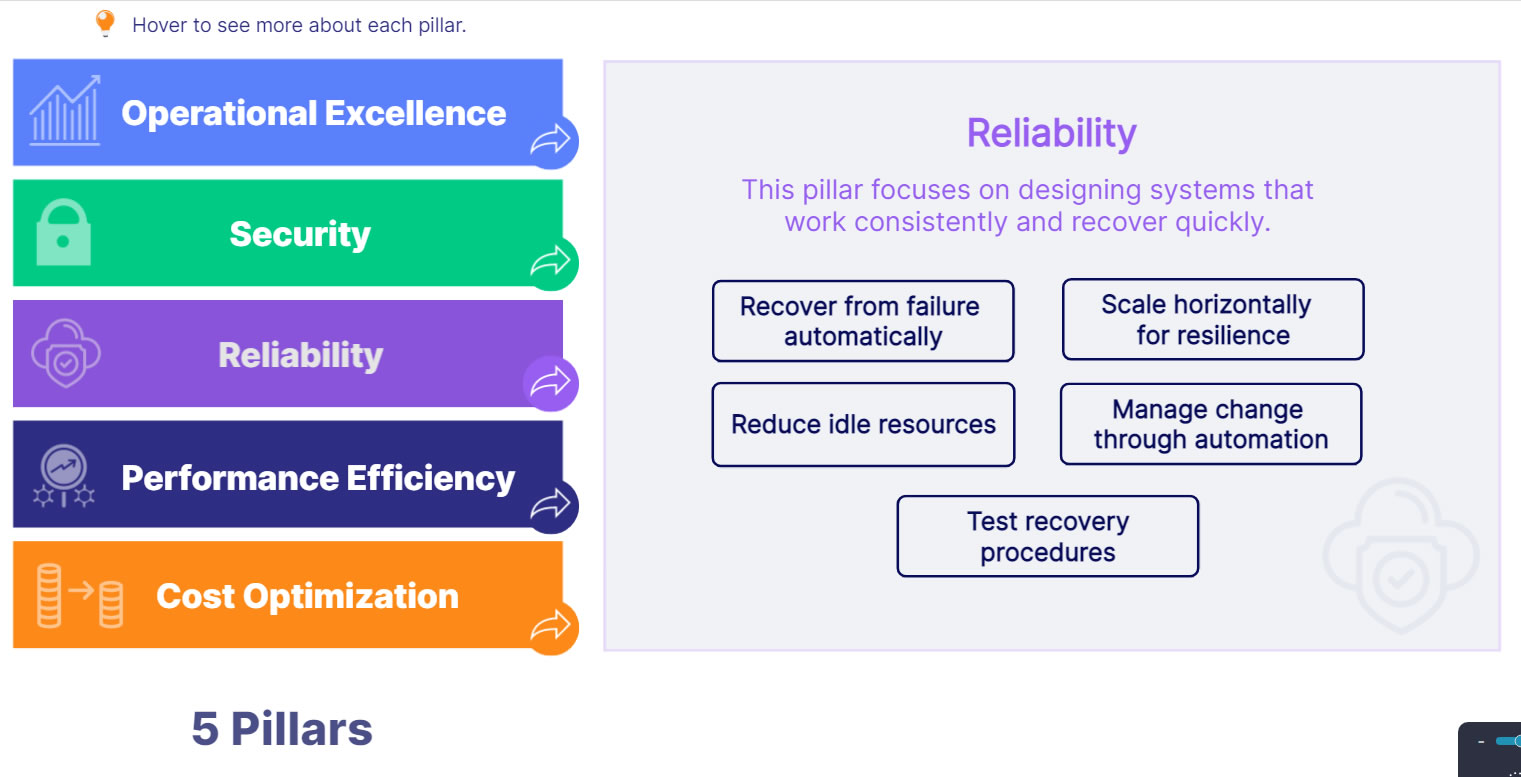 Hover to see more about each pillar.
Operational Excellence
Security
Reliability
Performance Efficiency
Cost Optimization
5 Pillars
Reliability
This pillar focuses on designing systems that
work consistently and recover quickly.
Recover from failure
automatically
Scale horizontally
for resilience
Reduce idle resources
Manage change
through automation
Test recovery
procedures